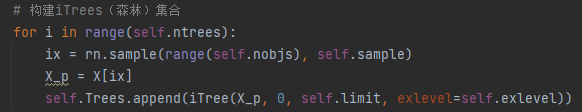 # 构建iTrees（森林）集合
for i in range(self.ntrees):
    ix = rn.sample(range(self.nobjs), self.sample)
    X_p = X[ix]
    self.Trees.append(iTree(X_p, 0, self.limit, exlevel=self.exlevel))